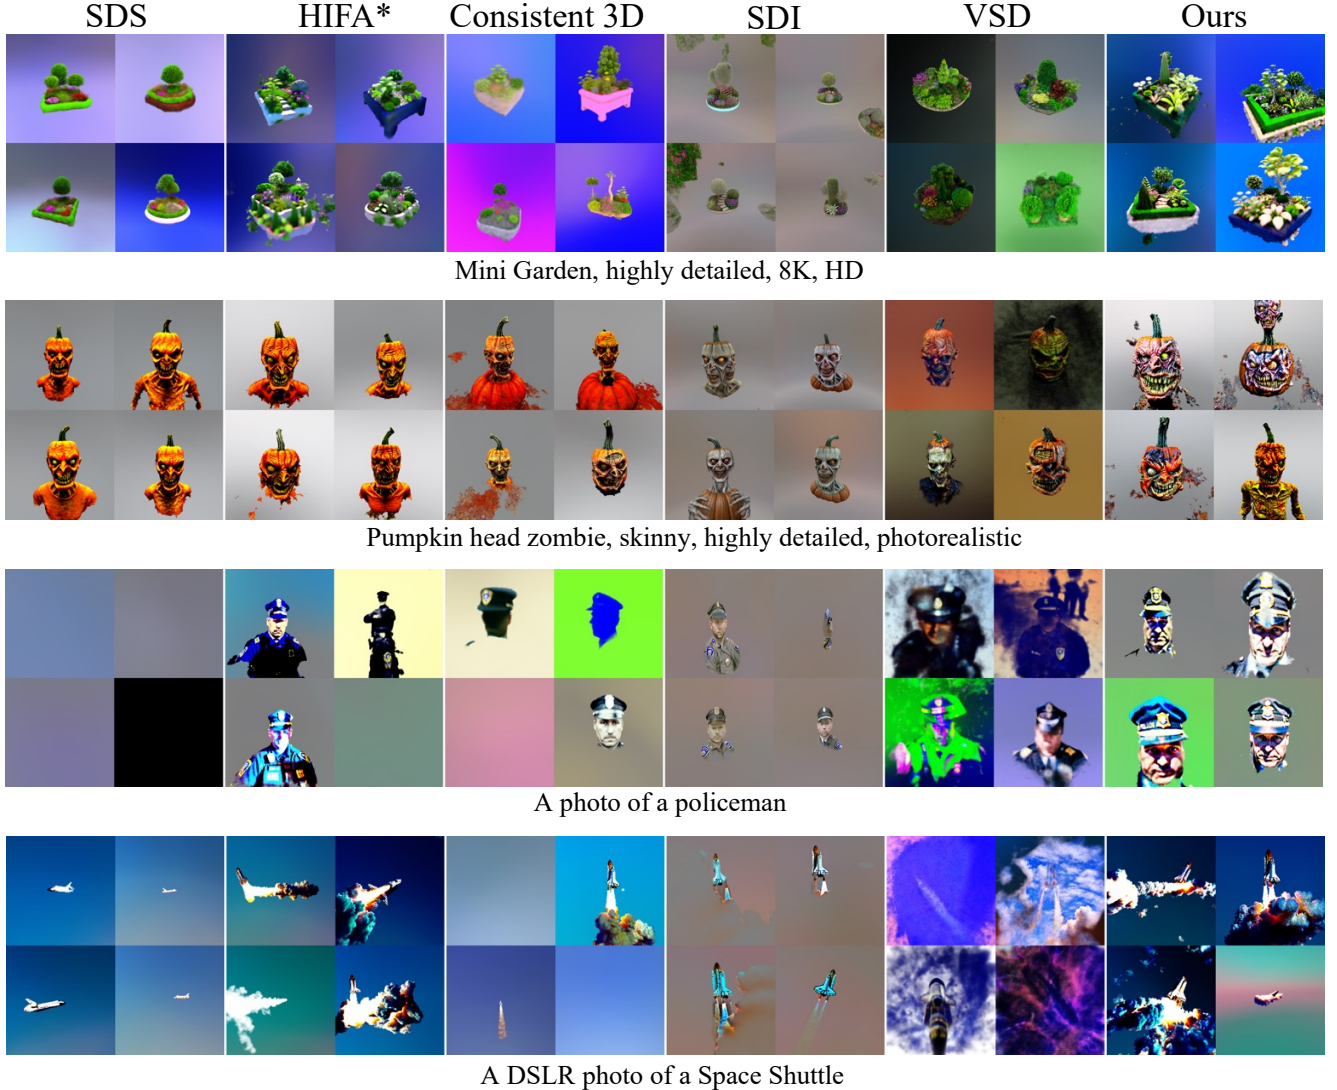 SDS HIFA* Consistent 3D SDI VSD Ours
Mini Garden, highly detailed, 8K, HD
Pumpkin head zombie, skinny, highly detailed, photorealistic
A photo of a policeman
A DSLR photo of a Space Shuttle